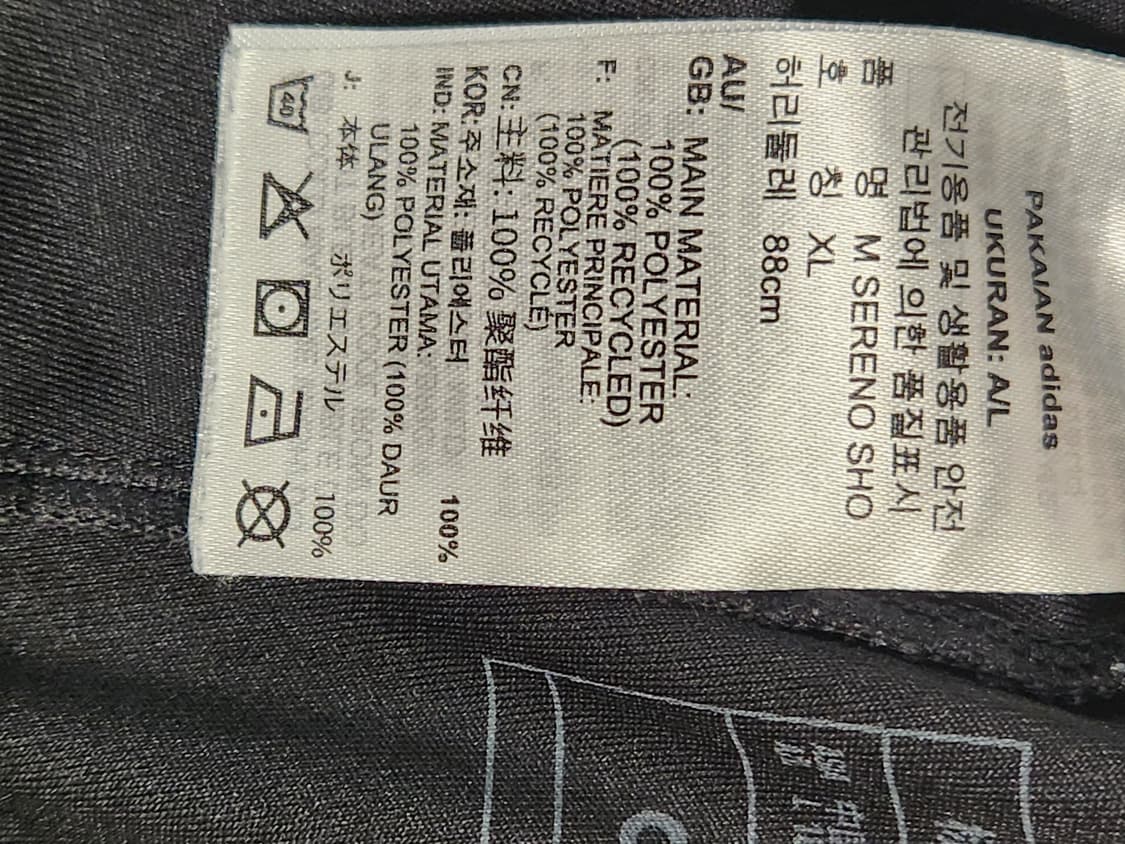 PAKAIAN adidas
UKURAN: A/L
전기용품 및 생활용품 안전
관리법에 의한 품질표시
품 명 M SERENO SHO
호 칭 XL
허리둘레 88cm
AU/
GB: MAIN MATERIAL:
100% POLYESTER
(100% RECYCLED)
F: MATIERE PRINCIPALE:
100% POLYESTER
(100% RECYCLÉ)
CN: 主料: 100% 聚酯纤维
KOR: 주소재: 폴리에스터 100%
IND: MATERIAL UTAMA:
100% POLYESTER (100% DAUR
ULANG)
J: 本体 ポリエステル 100%
40